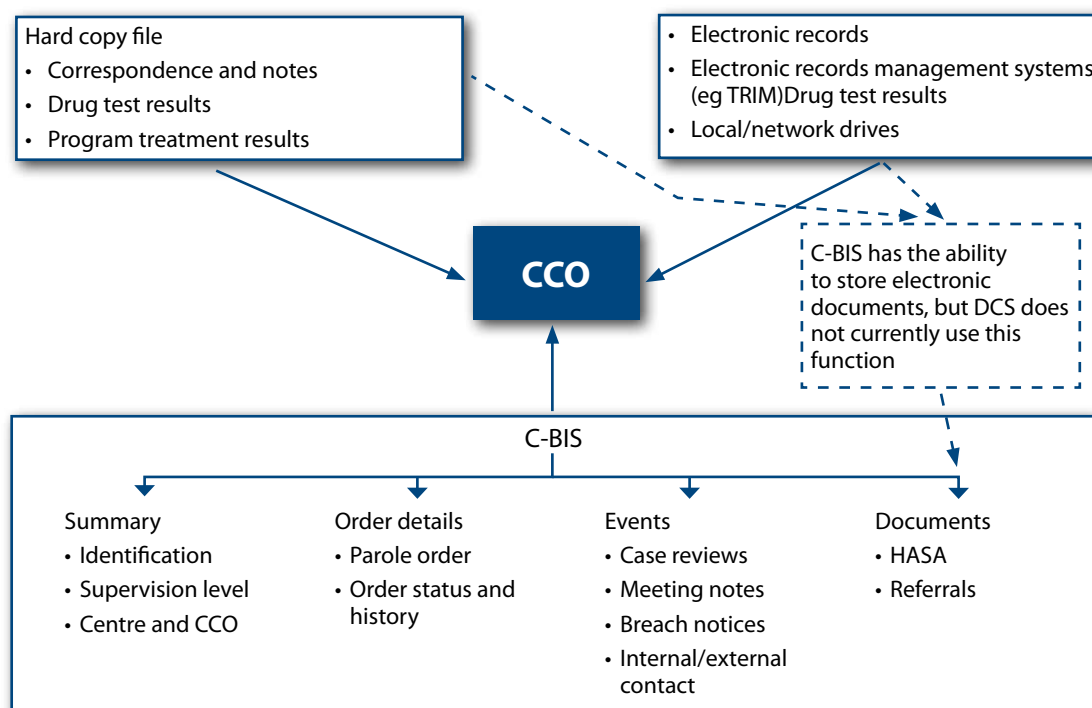 Hard copy file
• Correspondence and notes
• Drug test results
• Program treatment results
• Electronic records
• Electronic records management systems
(eg TRIM)Drug test results
• Local/network drives
CCO
C-BIS has the ability
to store electronic
documents, but DCS does
not currently use this
function
C-BIS
Summary
• Identification
• Supervision level
• Centre and CCO
Order details
• Parole order
• Order status and
history
Events
• Case reviews
• Meeting notes
• Breach notices
• Internal/external
contact
Documents
• HASA
• Referrals